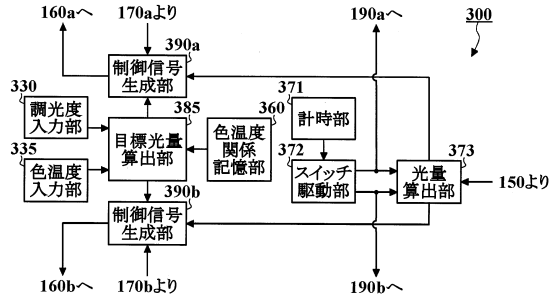 160aへ
170aより
190aへ
300
390a
制御信号
生成部
330
調光度
入力部
385
目標光量
算出部
360
色温度
関係
記憶部
371
計時部
335
色温度
入力部
372
スイッチ
駆動部
373
光量
算出部
150より
390b
制御信号
生成部
160bへ
170bより
190bへ